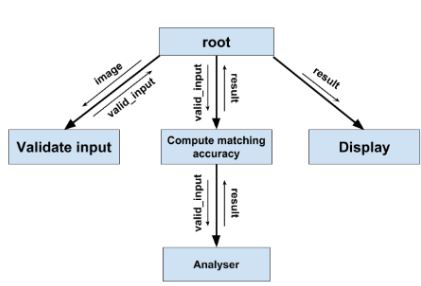 root
image
valid_input
valid_input
result
result
Validate input
Compute matching
accuracy
Display
valid_input
result
Analyser